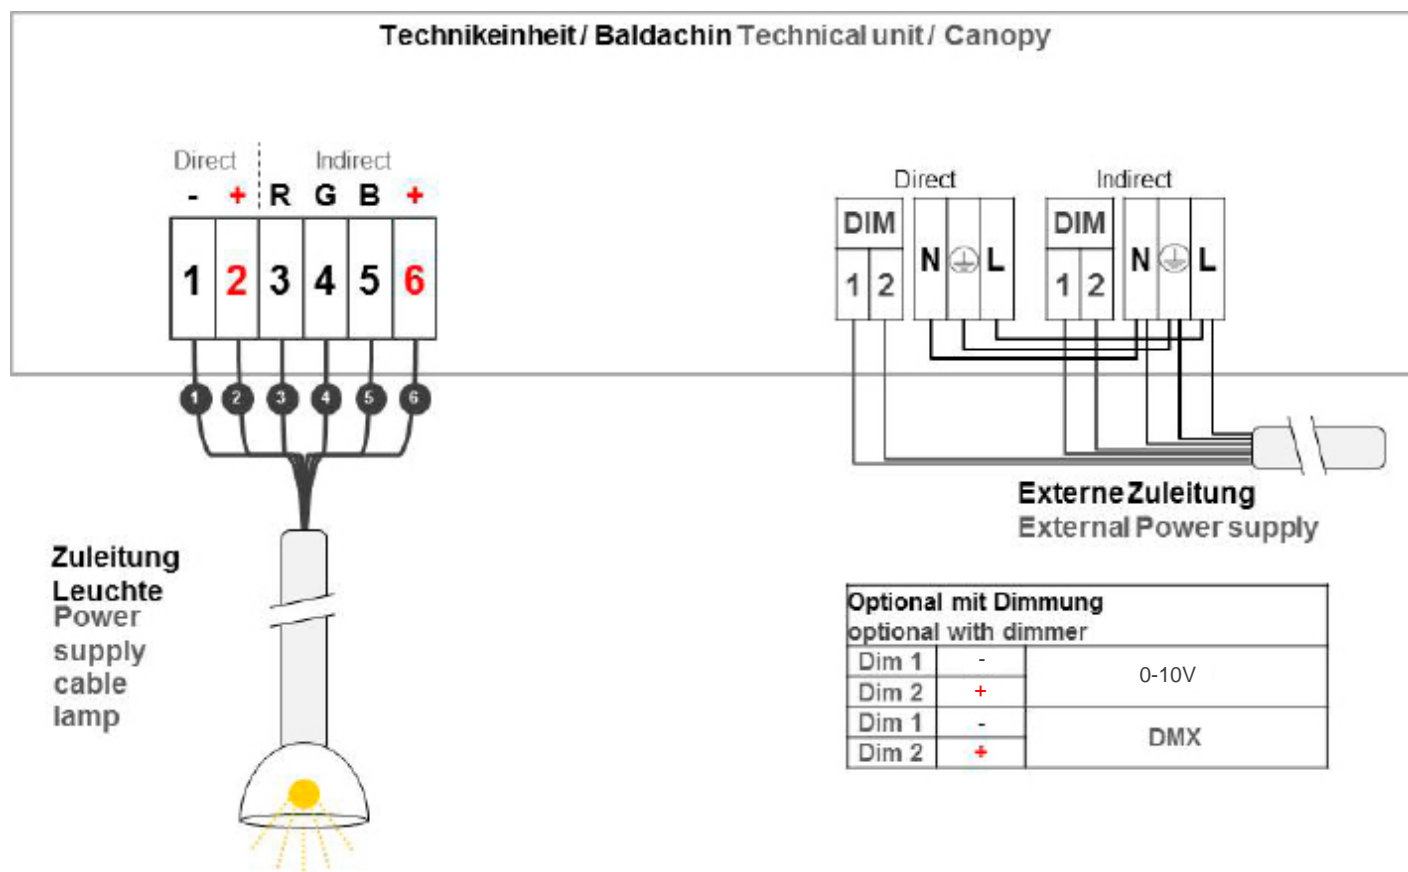 Technikeinheit / Baldachin Technical unit / Canopy
Direct Indirect
- + R G B +
1 2 3 4 5 6
1 2 3 4 5 6
Zuleitung
Leuchte
Power
supply
cable
lamp
Direct Indirect
DIM N L DIM N L
1 2 1 2
Externe Zuleitung
External Power supply
Optional mit Dimmung
optional with dimmer
Dim 1 - 0-10V
Dim 2 +
Dim 1 - DMX
Dim 2 +